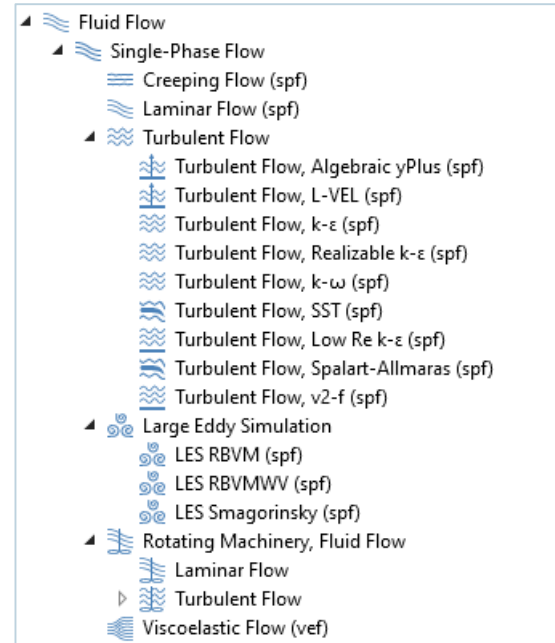 Fluid Flow
Single-Phase Flow
Creeping Flow (spf)
Laminar Flow (spf)
Turbulent Flow
Turbulent Flow, Algebraic yPlus (spf)
Turbulent Flow, L-VEL (spf)
Turbulent Flow, k-ε (spf)
Turbulent Flow, Realizable k-ε (spf)
Turbulent Flow, k-ω (spf)
Turbulent Flow, SST (spf)
Turbulent Flow, Low Re k-ε (spf)
Turbulent Flow, Spalart-Allmaras (spf)
Turbulent Flow, v2-f (spf)
Large Eddy Simulation
LES RBVM (spf)
LES RBVMWV (spf)
LES Smagorinsky (spf)
Rotating Machinery, Fluid Flow
Laminar Flow
Turbulent Flow
Viscoelastic Flow (vef)